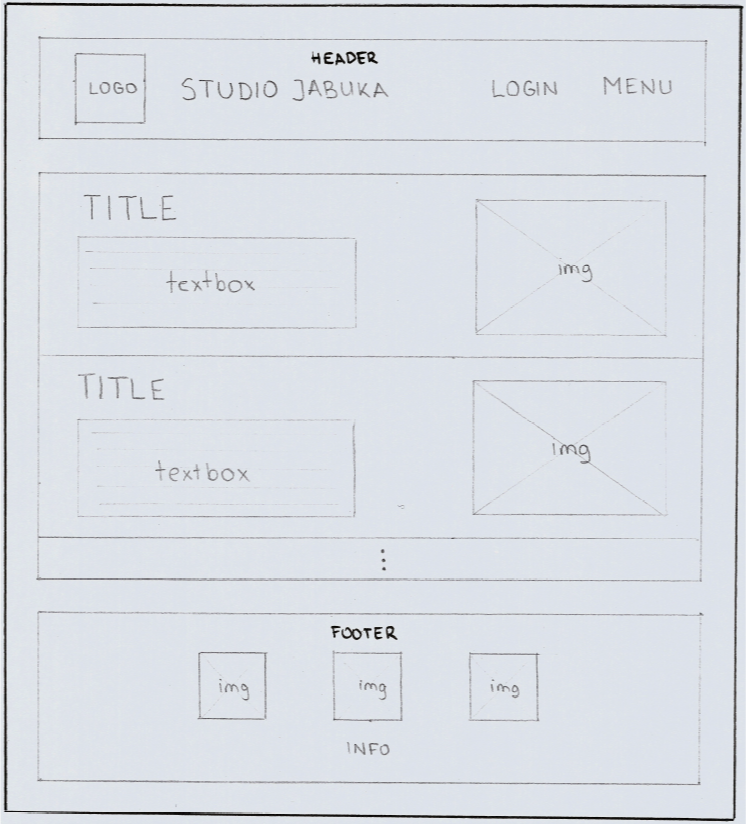 HEADER
LOGO STUDIO JABUKA LOGIN MENU
TITLE
textbox
img
TITLE
textbox
img
FOOTER
img img img
INFO